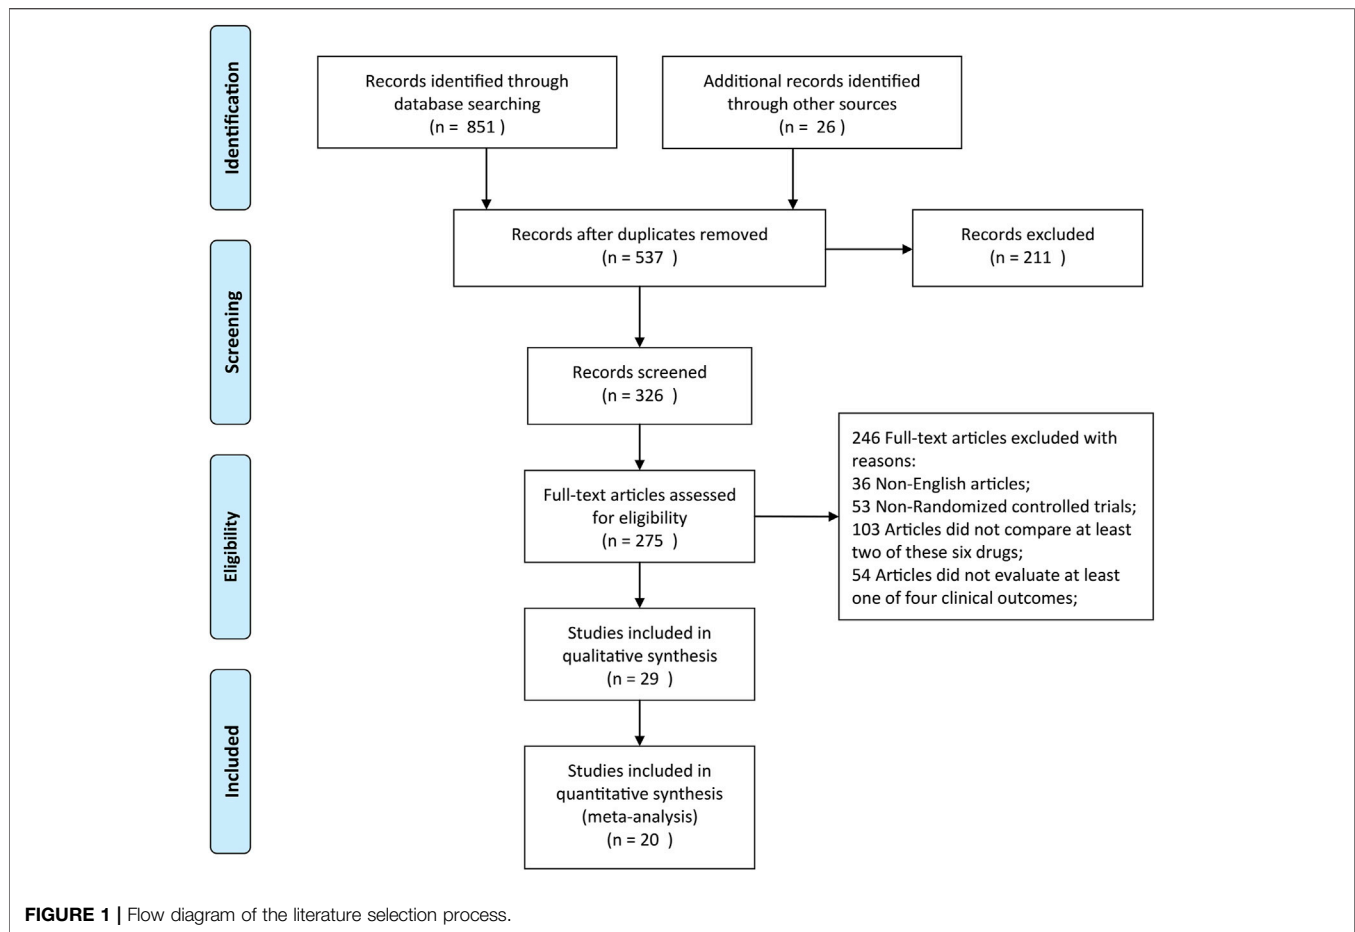 Identification
Records identified through
database searching
(n = 851 )
Additional records identified
through other sources
(n = 26 )
Records after duplicates removed
(n = 537 )
Records excluded
(n = 211 )
Screening
Records screened
(n = 326 )
Eligibility
Full-text articles assessed
for eligibility
(n = 275 )
246 Full-text articles excluded with
reasons:
36 Non-English articles;
53 Non-Randomized controlled trials;
103 Articles did not compare at least
two of these six drugs;
54 Articles did not evaluate at least
one of four clinical outcomes;
Studies included in
qualitative synthesis
(n = 29 )
Included
Studies included in
quantitative synthesis
(meta-analysis)
(n = 20 )
FIGURE 1 | Flow diagram of the literature selection process.